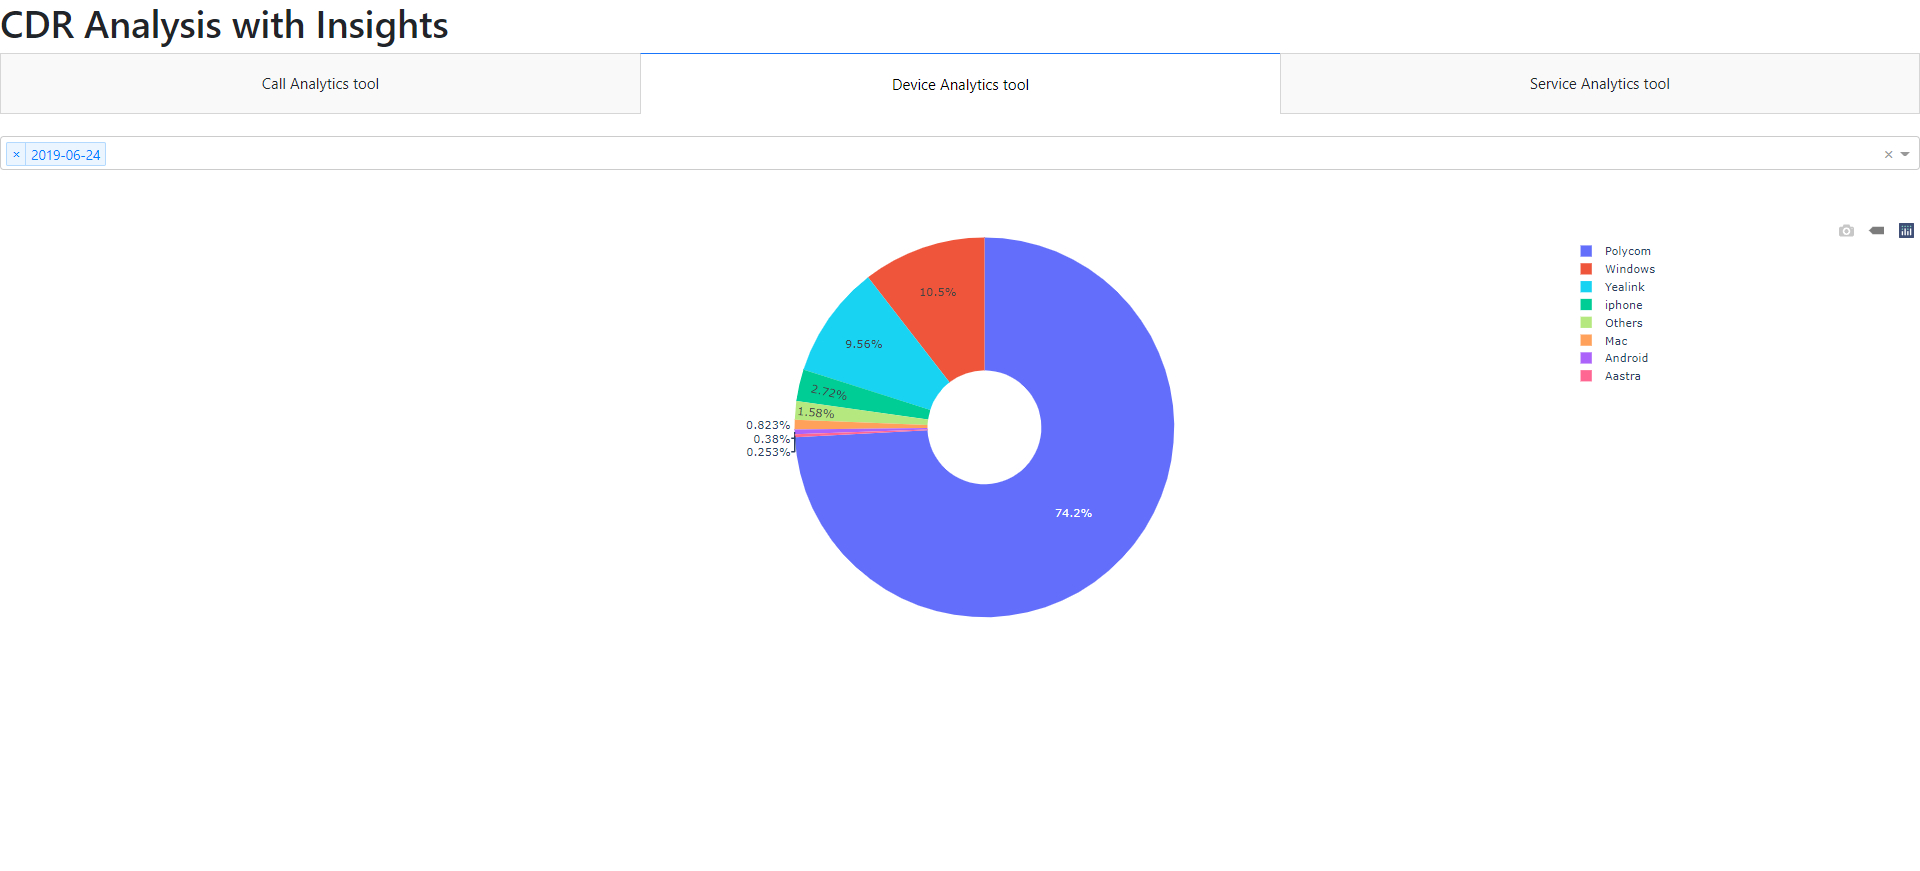 CDR Analysis with Insights
Call Analytics tool
Device Analytics tool
Service Analytics tool
× 2019-06-24 ×
Polycom
Windows
Yealink
iphone
Others
Mac
Android
Aastra
10.5%
9.56%
2.72%
1.58%
0.823%
0.38%
0.253%
74.2%